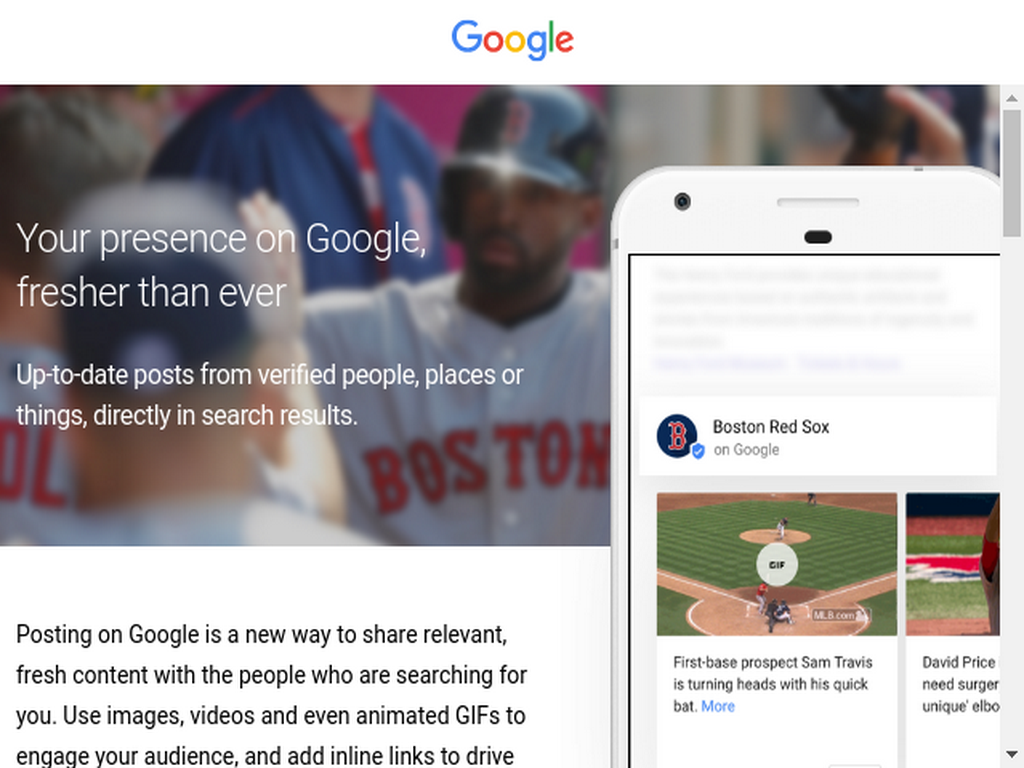 Google
Your presence on Google,
fresher than ever
Up-to-date posts from verified people, places or
things, directly in search results.
BOSTON
B
Boston Red Sox
on Google
GIF
MLB.com
First-base prospect Sam Travis
is turning heads with his quick
bat. More
David Price
need surger
unique' elbo
Posting on Google is a new way to share relevant,
fresh content with the people who are searching for
you. Use images, videos and even animated GIFs to
engage your audience, and add inline links to drive